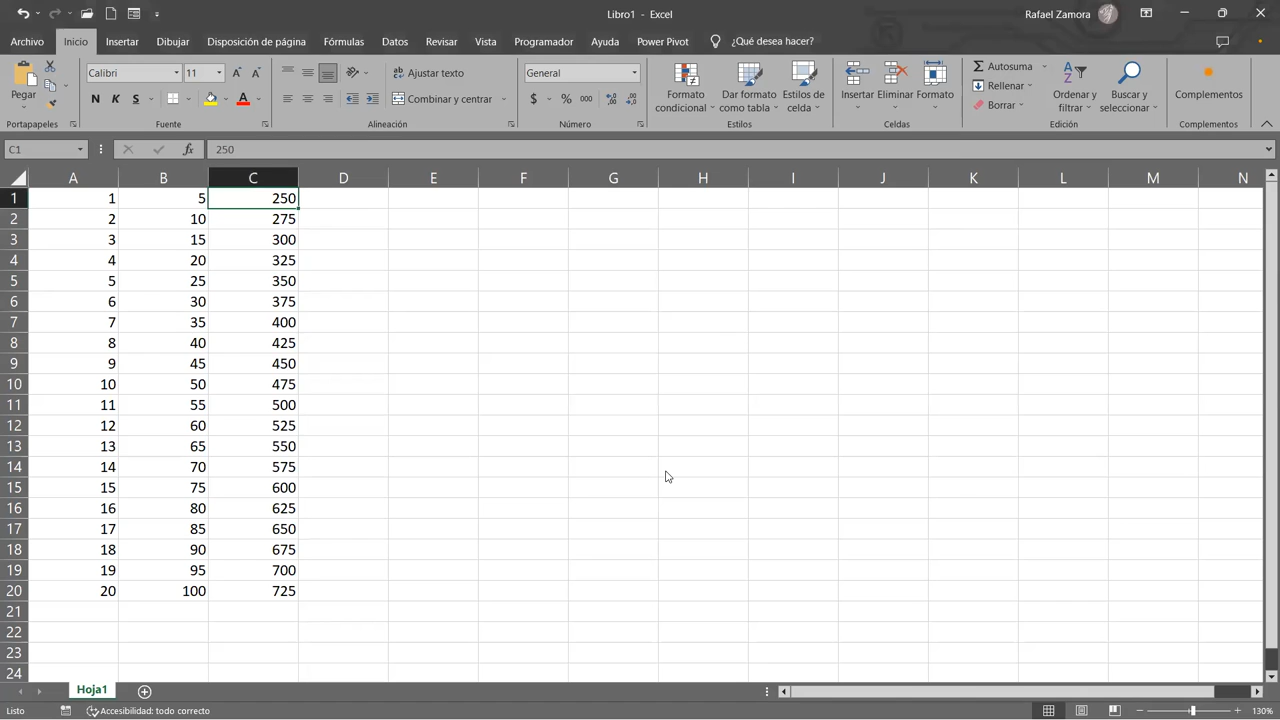 Libro1 - Excel
Rafael Zamora
Archivo Inicio Insertar Dibujar Disposición de página Fórmulas Datos Revisar Vista Programador Ayuda Power Pivot ¿Qué desea hacer?
Pegar
Calibri 11
N K S A
Ajustar texto
Combinar y centrar
General
$ % 000
Formato condicional
Dar formato como tabla
Estilos de celda
Insertar Eliminar Formato
Autosuma
Rellenar
Borrar
Ordenar y filtrar
Buscar y seleccionar
Complementos
Portapapeles Fuente Alineación Número Estilos Celdas Edición Complementos
C1 fx 250
A B C D E F G H I J K L M N
1 1 5 250
2 2 10 275
3 3 15 300
4 4 20 325
5 5 25 350
6 6 30 375
7 7 35 400
8 8 40 425
9 9 45 450
10 10 50 475
11 11 55 500
12 12 60 525
13 13 65 550
14 14 70 575
15 15 75 600
16 16 80 625
17 17 85 650
18 18 90 675
19 19 95 700
20 20 100 725
21
22
23
24
Hoja1
Listo Accesibilidad: todo correcto 130%